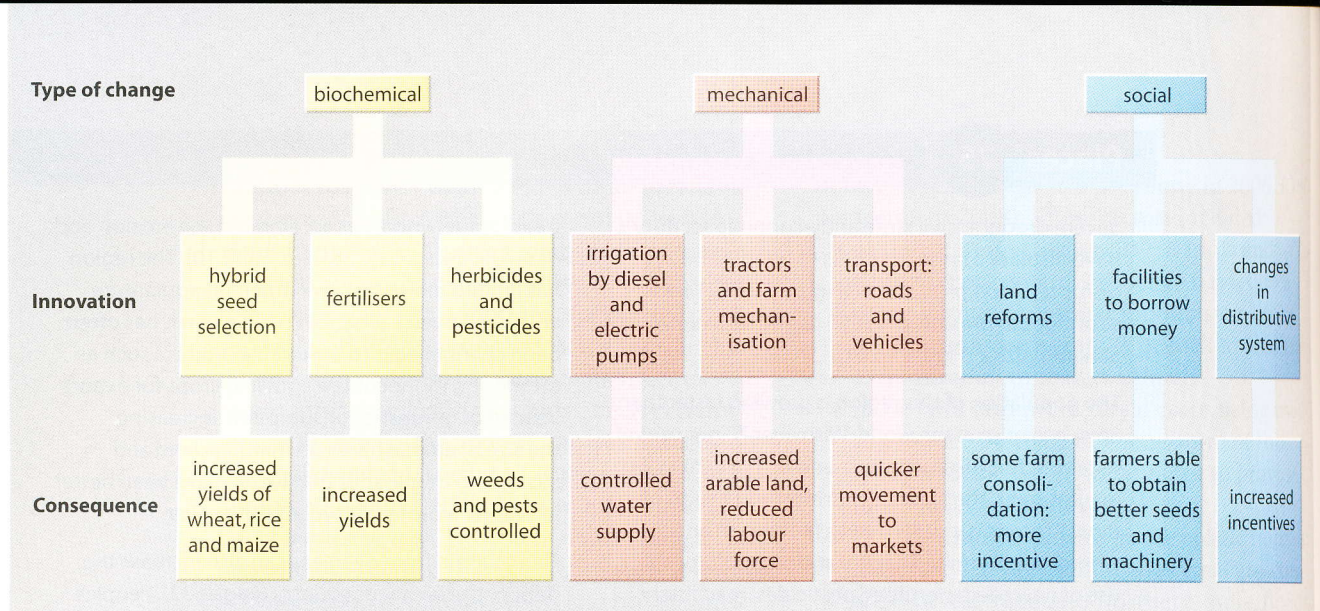 Type of change
biochemical
mechanical
social
Innovation
hybrid
seed
selection
fertilisers
herbicides
and
pesticides
irrigation
by diesel
and
electric
pumps
tractors
and farm
mechan-
isation
transport:
roads
and
vehicles
land
reforms
facilities
to borrow
money
changes
in
distributive
system
Consequence
increased
yields of
wheat, rice
and maize
increased
yields
weeds
and pests
controlled
controlled
water
supply
increased
arable land,
reduced
labour
force
quicker
movement
to
markets
some farm
consoli-
dation:
more
incentive
farmers able
to obtain
better seeds
and
machinery
increased
incentives